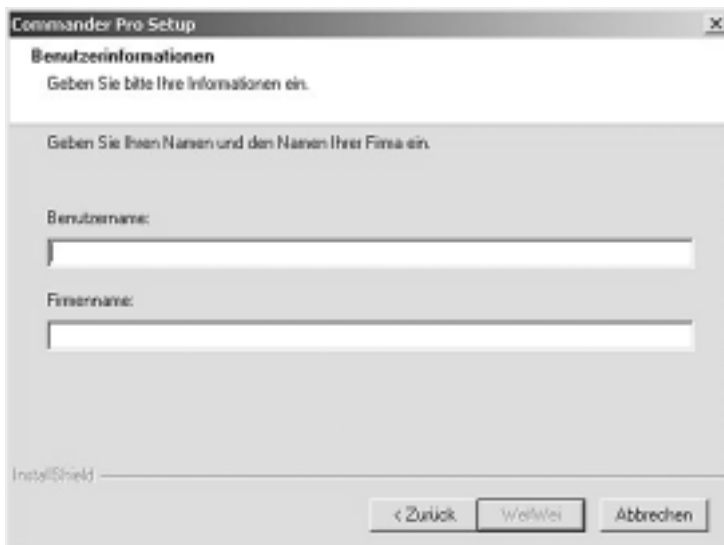 Commander Pro Setup
Benutzerinformationen
Geben Sie bitte Ihre Informationen ein.
Geben Sie Ihren Namen und den Namen Ihrer Firma ein.
Benutzername:
Firmenname:
InstallShield
< Zurück
Abbrechen